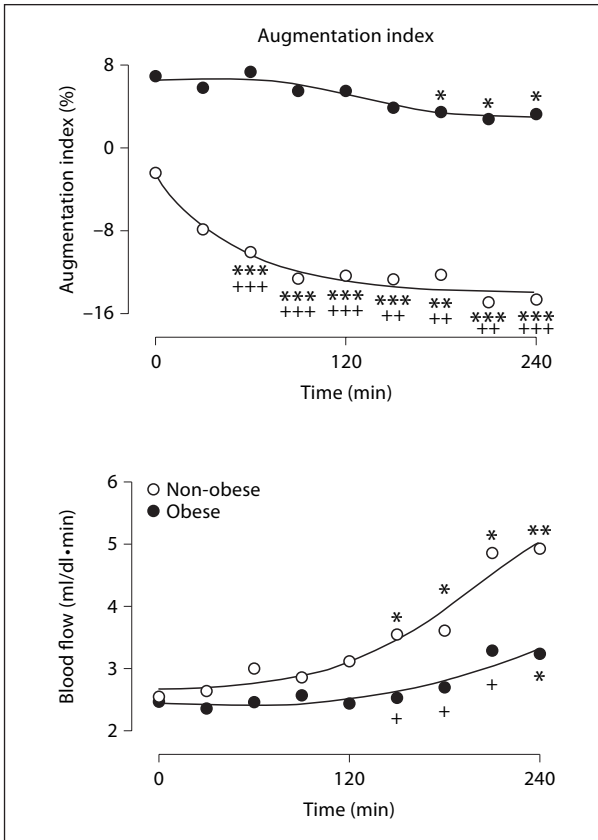 Augmentation index
Augmentation index (%)
8
0
–8
–16
* * *
*** *** *** *** ** *** ***
+++ +++ +++ ++ ++ ++ +++
0 120 240
Time (min)
Blood flow (ml/dl•min)
6
5
4
3
2
Non-obese
Obese
* * * **
+ + + *
0 120 240
Time (min)